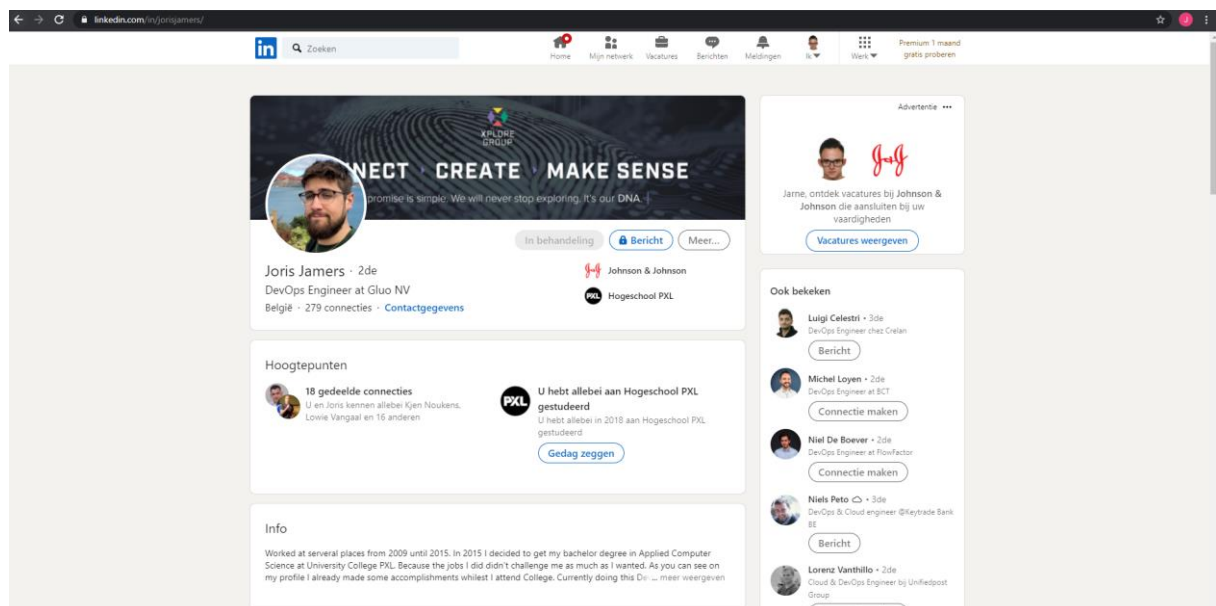 linkedin.com/in/jorisjamers/
Zoeken
Home
Mijn netwerk
Vacatures
Berichten
Meldingen
Ik
Werk
Premium 1 maand
gratis proberen
XPLORE
GROUP
NECT CREATE MAKE SENSE
promise is simple. We will never stop exploring. It's our DNA.
In behandeling
Bericht
Meer...
Joris Jamers · 2de
DevOps Engineer at Gluo NV
België · 279 connecties · Contactgegevens
Johnson & Johnson
PXL
Hogeschool PXL
Hoogtepunten
18 gedeelde connecties
U en Joris kennen allebei Kjen Noukens,
Lowie Vangaal en 16 anderen
PXL
U hebt allebei aan Hogeschool PXL
gestudeerd
U hebt allebei in 2018 aan Hogeschool PXL
gestudeerd
Gedag zeggen
Info
Worked at serveral places from 2009 until 2015. In 2015 I decided to get my bachelor degree in Applied Computer
Science at University College PXL. Because the jobs I did didn't challenge me as much as I wanted. As you can see on
my profile I already made some accomplishments whilest I attend College. Currently doing this De ... meer weergeven
Advertentie
J&J
Jarne, ontdek vacatures bij Johnson &
Johnson die aansluiten bij uw
vaardigheden
Vacatures weergeven
Ook bekeken
Luigi Celestri • 3de
DevOps Engineer chez Crelan
Bericht
Michel Loyen • 2de
DevOps Engineer at BCT
Connectie maken
Niel De Boever • 2de
DevOps Engineer at FlowFactor
Connectie maken
Niels Peto • 3de
DevOps & Cloud engineer @Keytrade Bank
BE
Bericht
Lorenz Vanthillo • 2de
Cloud & DevOps Engineer bij Unifiedpost
Group